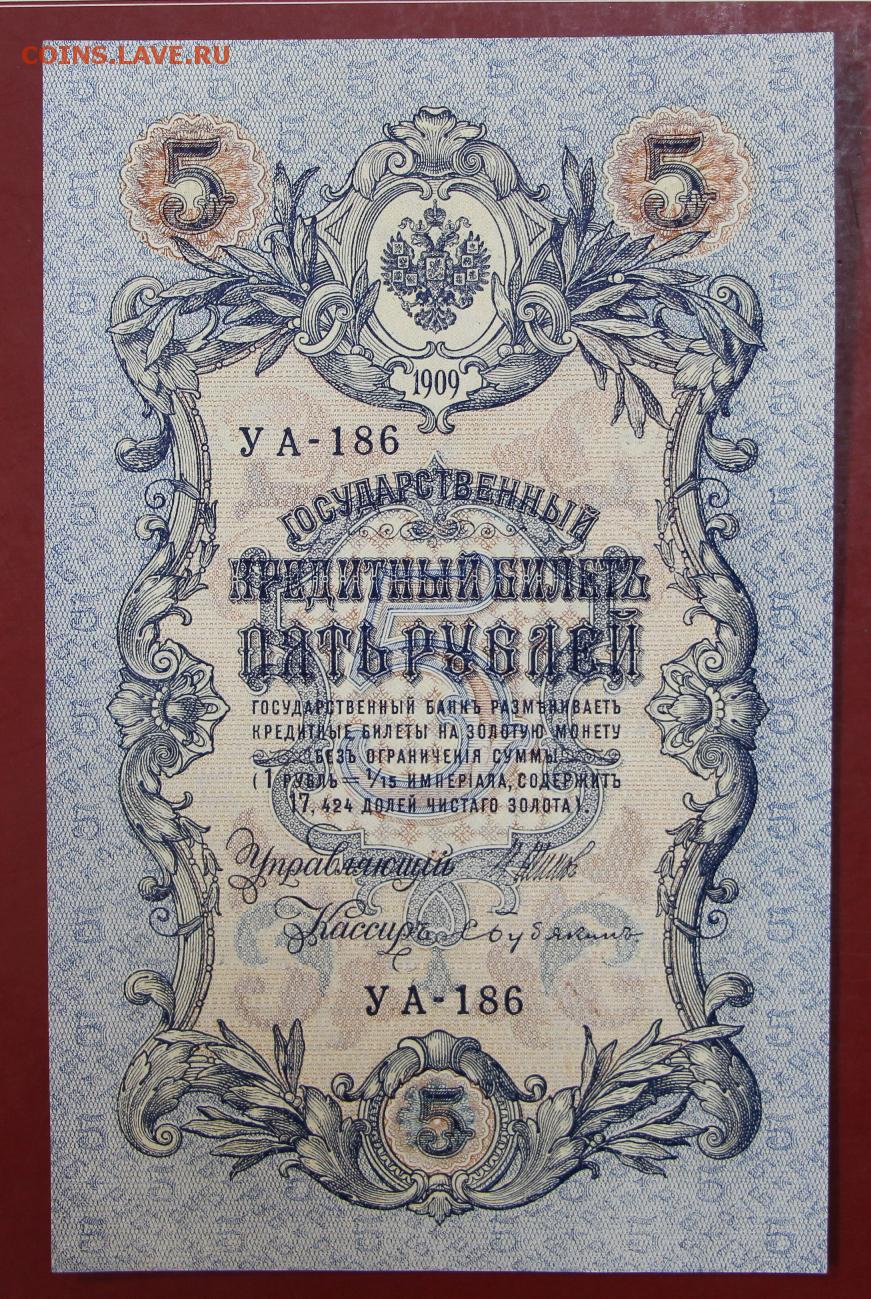 COINS.LAVE.RU
5 5
1909
УА-186
ГОСУДАРСТВЕННЫЙ
КРЕДИТНЫЙ БИЛЕТЪ
ПЯТЬ РУБЛЕЙ
5
ГОСУДАРСТВЕННЫЙ БАНКЪ РАЗМѢНИВАЕТЪ
КРЕДИТНЫЕ БИЛЕТЫ НА ЗОЛОТУЮ МОНЕТУ
БЕЗЪ ОГРАНИЧЕНІЯ СУММЫ
(1 РУБЛЬ = 1/15 ИМПЕРІАЛА, СОДЕРЖИТЪ
17,424 ДОЛЕЙ ЧИСТАГО ЗОЛОТА).
Управляющій
Кассиръ С Бубякинъ
УА-186
5